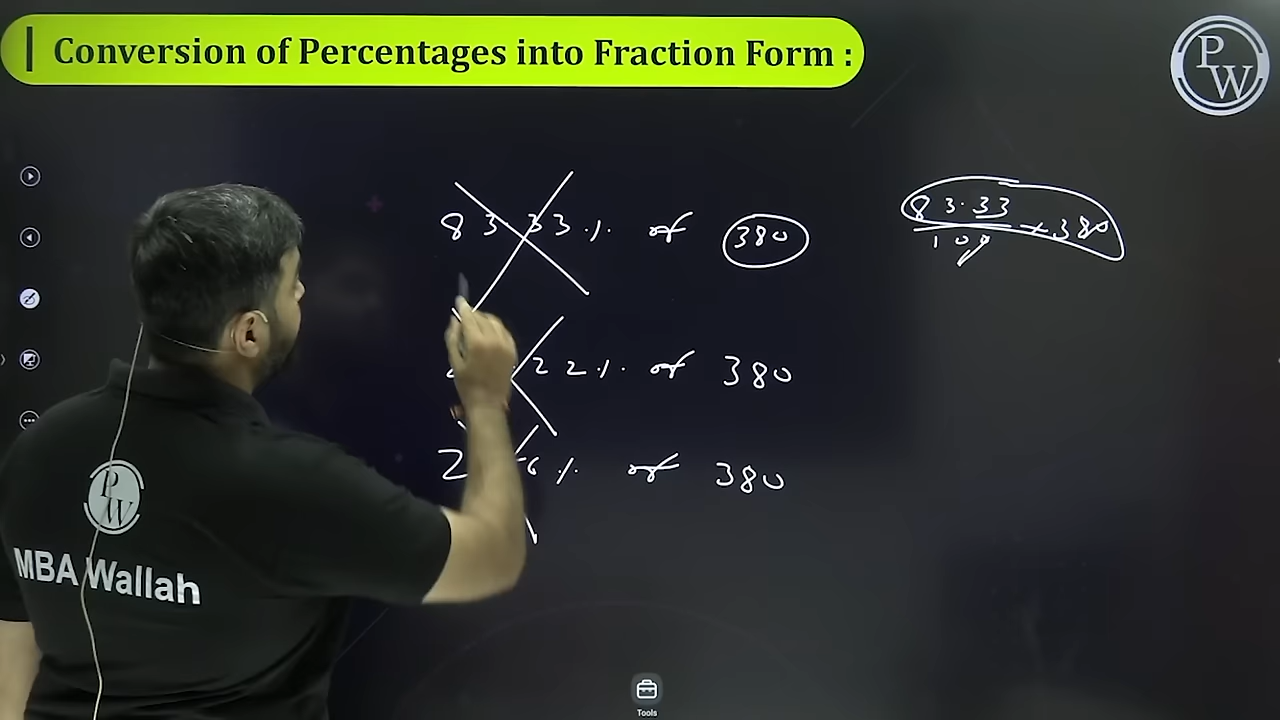 Conversion of Percentages into Fraction Form :
PW
83.33% of 380
83.33
100
× 380
22% of 380
2 6% of 380
PW
MBA Wallah
Tools